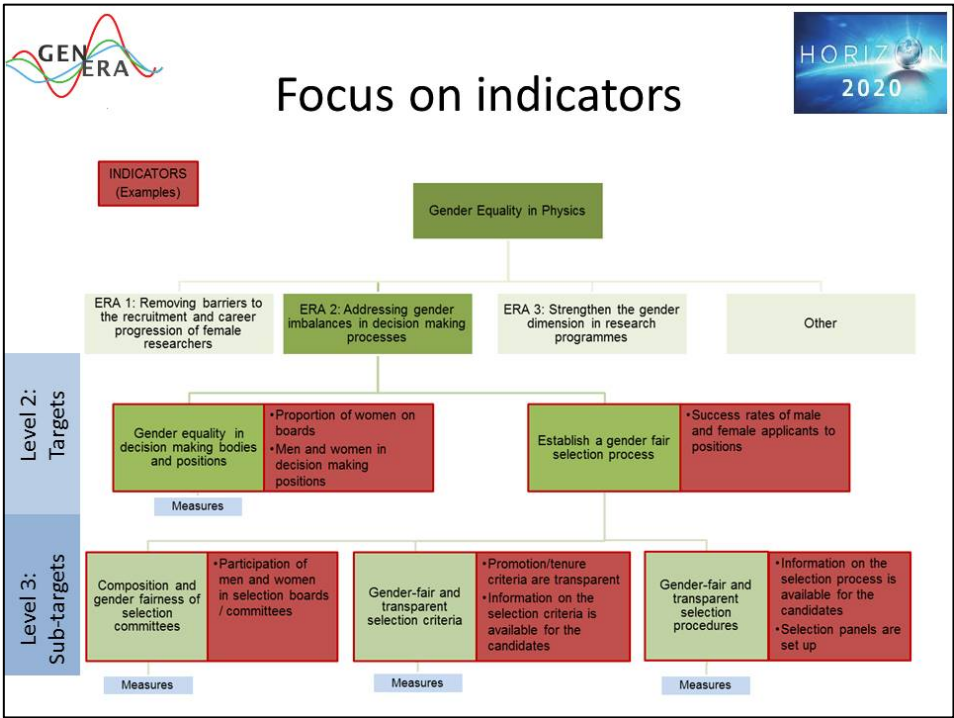 GENERA
HORIZON
2020
Focus on indicators
INDICATORS
(Examples)
Gender Equality in Physics
ERA 1: Removing barriers to
the recruitment and career
progression of female
researchers
ERA 2: Addressing gender
imbalances in decision making
processes
ERA 3: Strengthen the gender
dimension in research
programmes
Other
Level 2:
Targets
Gender equality in
decision making bodies
and positions
•Proportion of women on
boards
•Men and women in
decision making
positions
Establish a gender fair
selection process
•Success rates of male
and female applicants to
positions
Measures
Level 3:
Sub-targets
Composition and
gender fairness of
selection
committees
•Participation of
men and women
in selection boards
/ committees
Gender-fair and
transparent
selection criteria
•Promotion/tenure
criteria are transparent
•Information on the
selection criteria is
available for the
candidates
Gender-fair and
transparent
selection
procedures
•Information on the
selection process is
available for the
candidates
•Selection panels are
set up
Measures
Measures
Measures